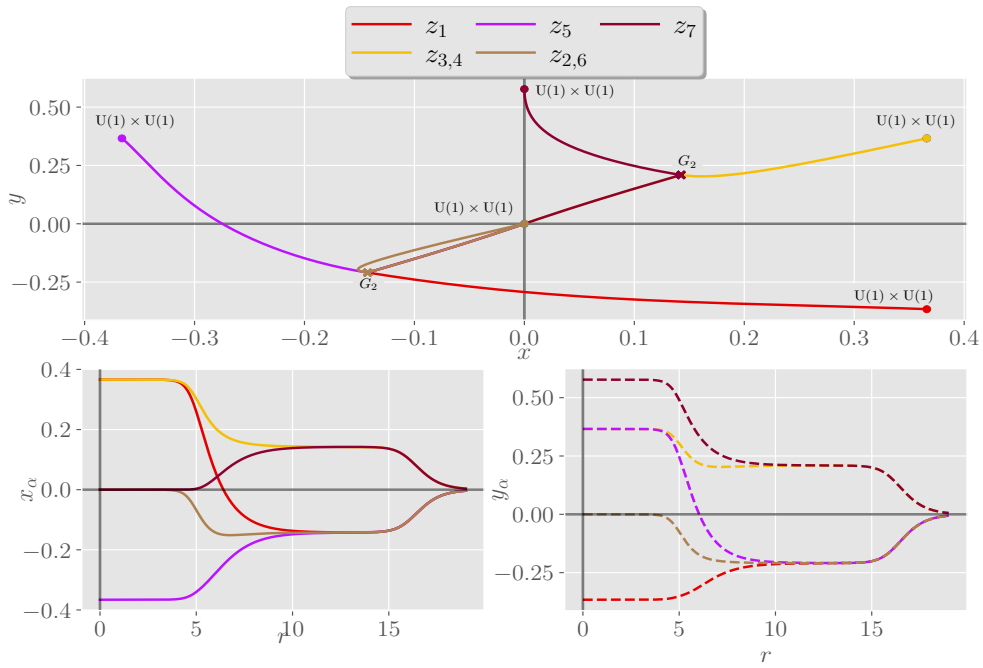 z₁ z₅ z₇
z₃,₄ z₂,₆
y
0.50
0.25
0.00
−0.25
U(1) × U(1)
U(1) × U(1)
U(1) × U(1)
G₂
U(1) × U(1)
G₂
U(1) × U(1)
−0.4 −0.3 −0.2 −0.1 0.0 0.1 0.2 0.3 0.4
x
x_α
0.4
0.2
0.0
−0.2
−0.4
0 5 10 15
r
y_α
0.50
0.25
0.00
−0.25
0 5 10 15
r